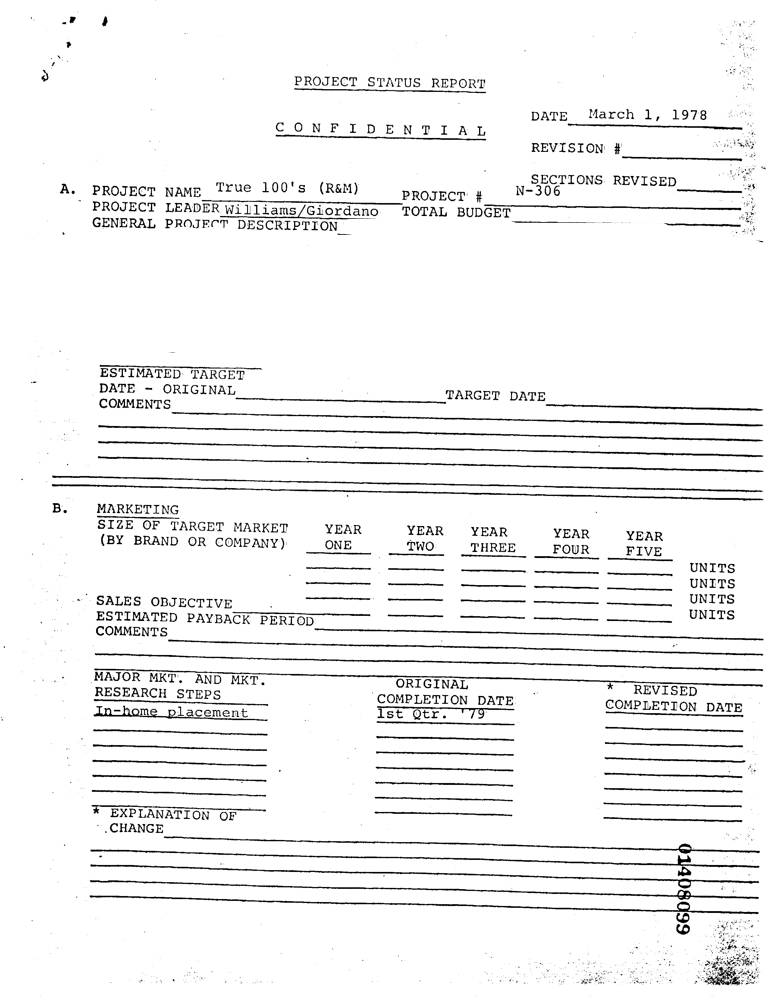 PROJECT STATUS REPORT
CONFIDENTIAL
DATE March 1, 1978
REVISION #
SECTIONS REVISED
A. PROJECT NAME True 100's (R&M) PROJECT # N-306
PROJECT LEADER Williams/Giordano TOTAL BUDGET
GENERAL PROJECT DESCRIPTION
ESTIMATED TARGET
DATE - ORIGINAL TARGET DATE
COMMENTS
B. MARKETING
SIZE OF TARGET MARKET YEAR YEAR YEAR YEAR YEAR
(BY BRAND OR COMPANY) ONE TWO THREE FOUR FIVE
UNITS
UNITS
SALES OBJECTIVE UNITS
ESTIMATED PAYBACK PERIOD UNITS
COMMENTS
MAJOR MKT. AND MKT. ORIGINAL * REVISED
RESEARCH STEPS COMPLETION DATE COMPLETION DATE
In-home placement 1st Qtr. '79
* EXPLANATION OF
CHANGE
01408099